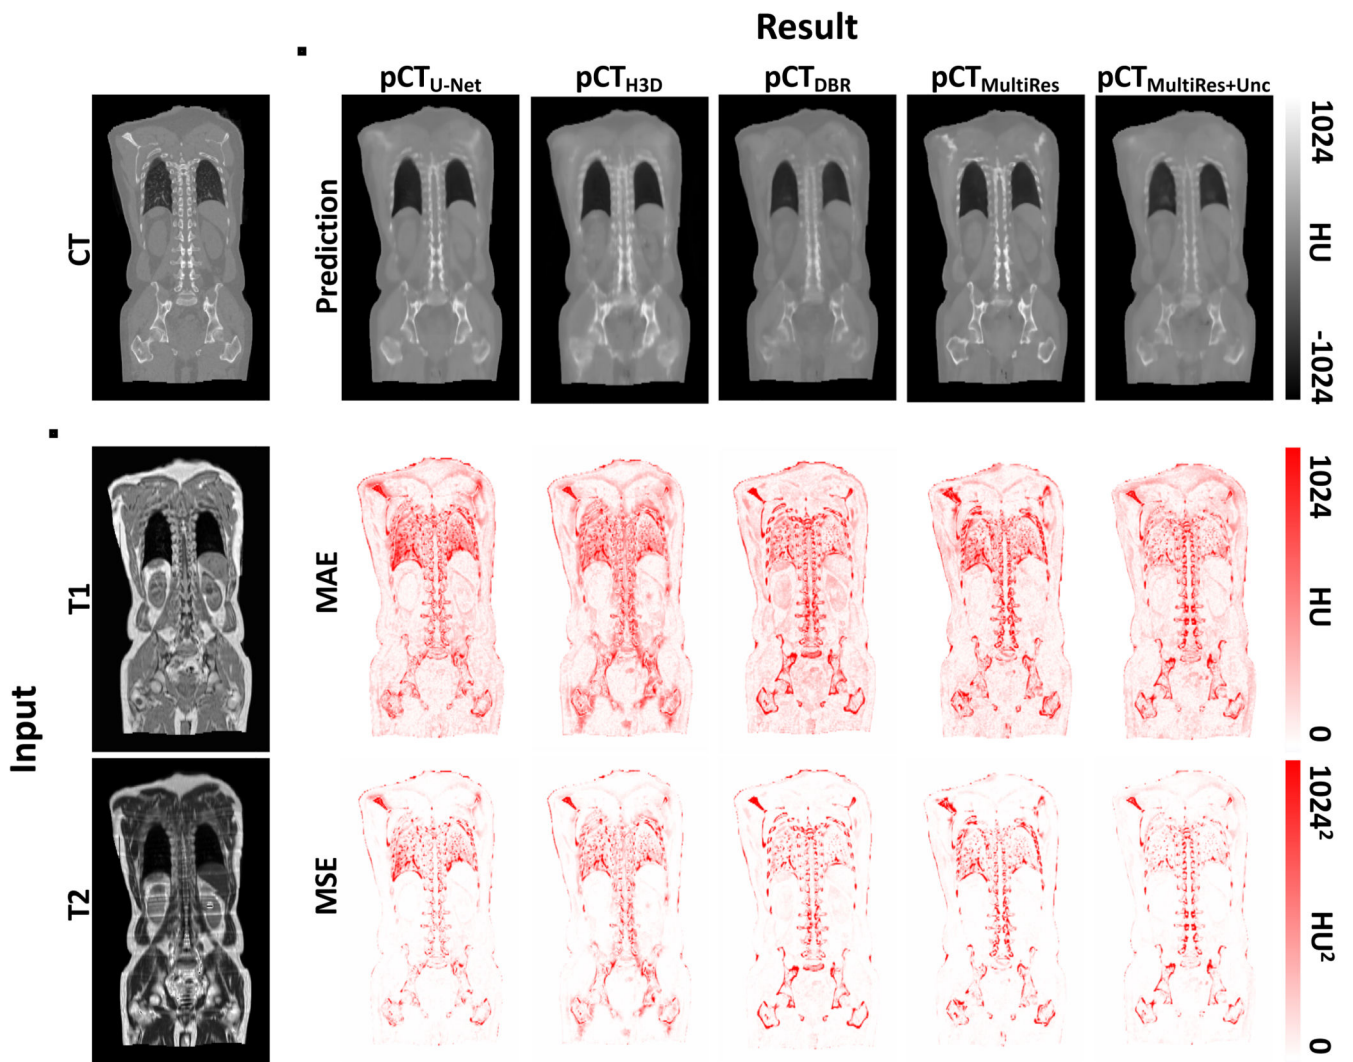 Result
pCT_U-Net pCT_H3D pCT_DBR pCT_MultiRes pCT_MultiRes+Unc
CT
Prediction
1024 HU -1024
Input
T1
MAE
1024 HU 0
T2
MSE
1024² HU² 0